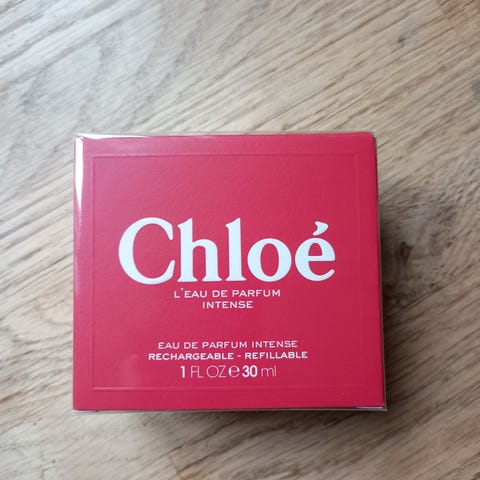 Chloé
L'EAU DE PARFUM
INTENSE
EAU DE PARFUM INTENSE
RECHARGEABLE - REFILLABLE
1 FL OZ ℮ 30 ml